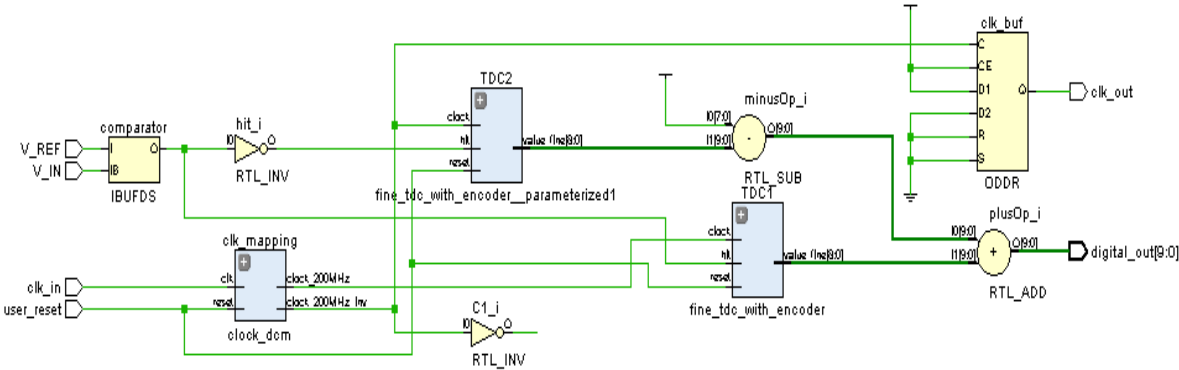 clk_buf
C
CE
D1
D2
R
S
Q
ODDR
clk_out
TDC2
clock
hit
reset
value_fine[8:0]
fine_tdc_with_encoder__parameterized1
minusOp_i
I0[7:0]
I1[9:0]
O[9:0]
RTL_SUB
comparator
V_REF
V_IN
I
IB
O
IBUFDS
hit_i
I0
O
RTL_INV
TDC1
clock
hit
reset
value_fine[8:0]
fine_tdc_with_encoder
plusOp_i
I0[9:0]
I1[9:0]
O[9:0]
RTL_ADD
digital_out[9:0]
clk_mapping
clk_in
user_reset
clk
reset
clock_200MHz
clock_200MHz_Inv
clock_dcm
C1_i
I0
O
RTL_INV